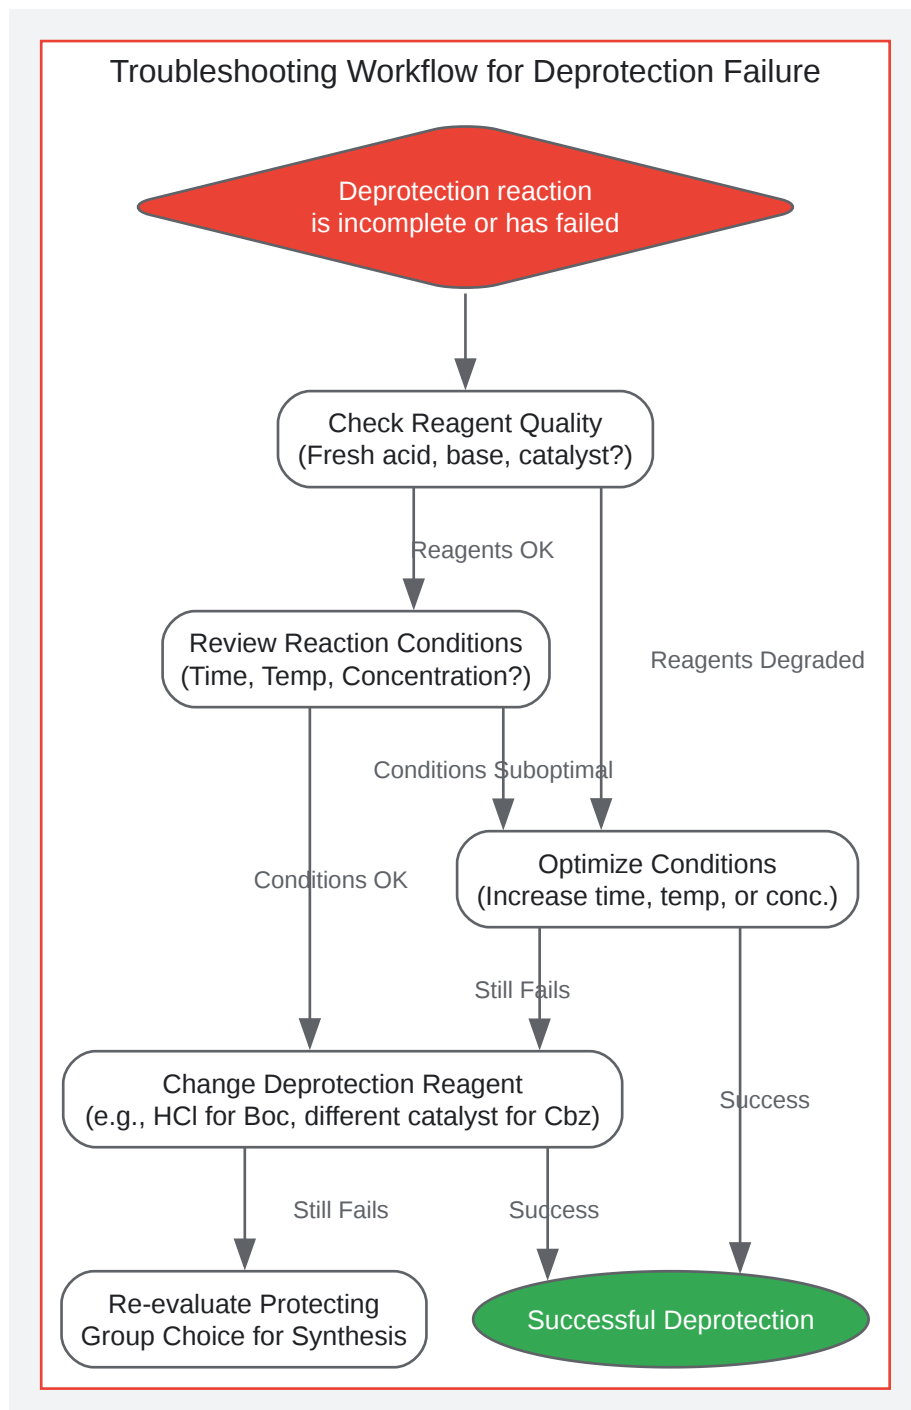 Troubleshooting Workflow for Deprotection Failure
Deprotection reaction
is incomplete or has failed
Check Reagent Quality
(Fresh acid, base, catalyst?)
Reagents OK
Review Reaction Conditions
(Time, Temp, Concentration?)
Reagents Degraded
Conditions Suboptimal
Optimize Conditions
(Increase time, temp, or conc.)
Conditions OK
Still Fails
Change Deprotection Reagent
(e.g., HCl for Boc, different catalyst for Cbz)
Success
Still Fails
Success
Re-evaluate Protecting
Group Choice for Synthesis
Successful Deprotection